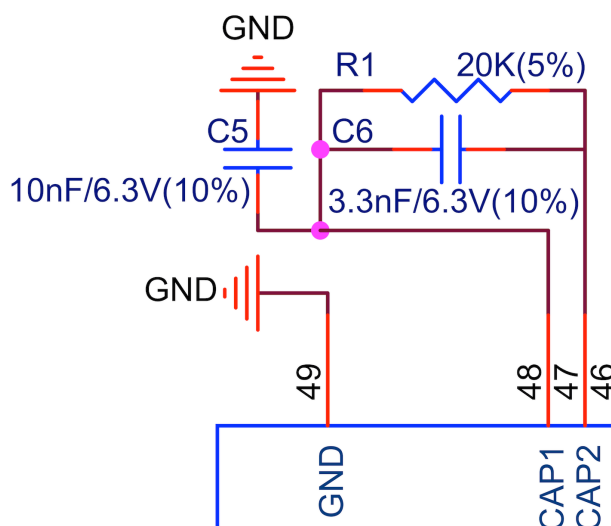 GND
R1 20K(5%)
C5 C6
10nF/6.3V(10%) 3.3nF/6.3V(10%)
GND
49 48 47 46
GND CAP1 CAP2